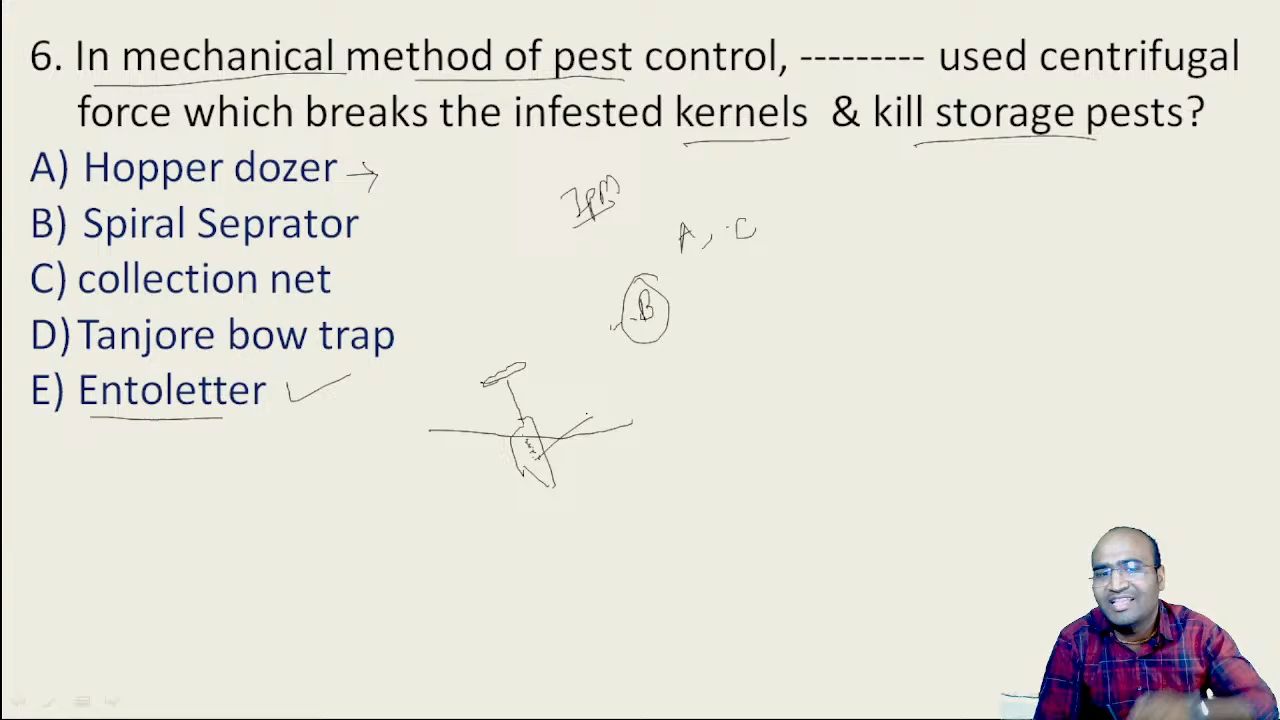 6. In mechanical method of pest control, --------- used centrifugal
force which breaks the infested kernels & kill storage pests?
A) Hopper dozer
B) Spiral Seprator
C) collection net
D) Tanjore bow trap
E) Entoletter
IPM
A, C
B